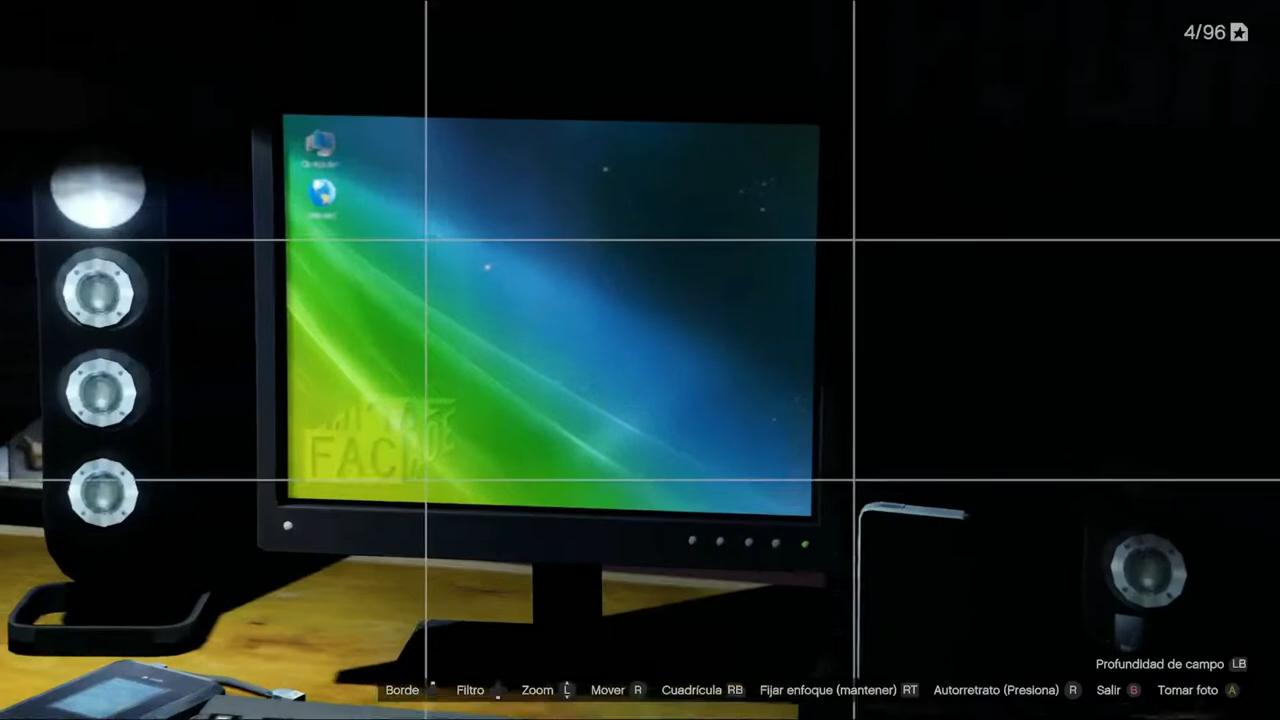 4/96
FAC
Profundidad de campo LB
Borde Filtro Zoom L Mover R Cuadrícula RB Fijar enfoque (mantener) RT Autorretrato (Presiona) R Salir B Tomar foto A